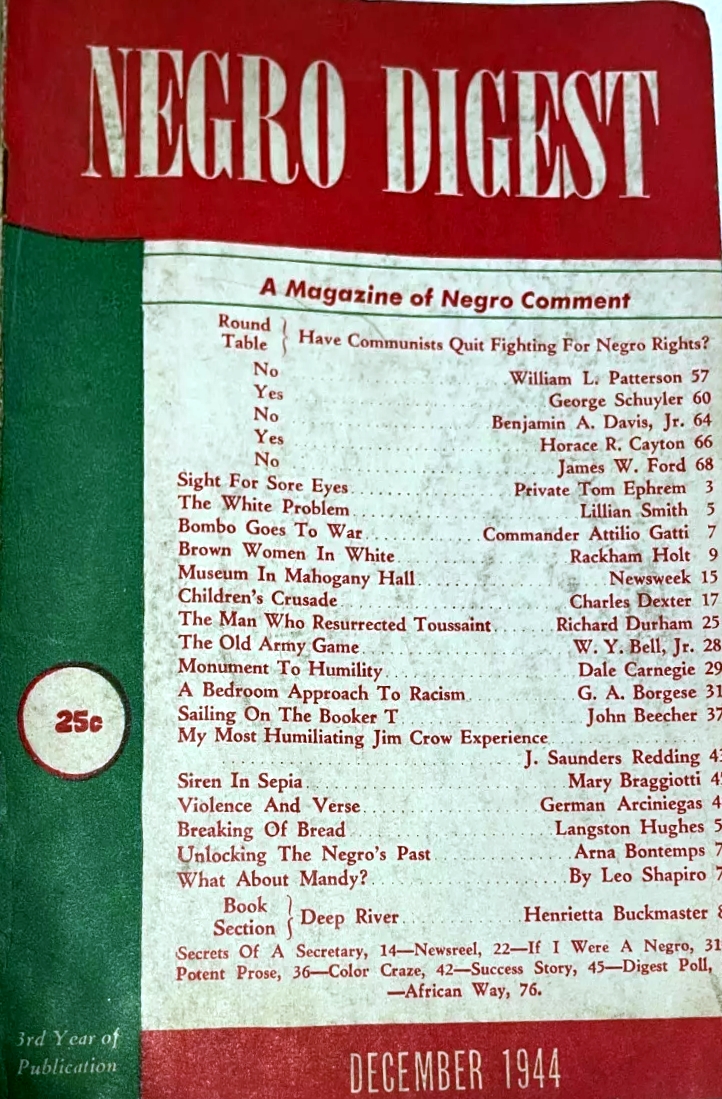 NEGRO DIGEST
A Magazine of Negro Comment
Round
Table
Have Communists Quit Fighting For Negro Rights?
No William L. Patterson 57
Yes George Schuyler 60
No Benjamin A. Davis, Jr. 64
Yes Horace R. Cayton 66
No James W. Ford 68
Sight For Sore Eyes Private Tom Ephrem 3
The White Problem Lillian Smith 5
Bombo Goes To War Commander Attilio Gatti 7
Brown Women In White Rackham Holt 9
Museum In Mahogany Hall Newsweek 15
Children's Crusade Charles Dexter 17
The Man Who Resurrected Toussaint Richard Durham 25
The Old Army Game W. Y. Bell, Jr. 28
Monument To Humility Dale Carnegie 29
A Bedroom Approach To Racism G. A. Borgese 31
Sailing On The Booker T John Beecher 37
My Most Humiliating Jim Crow Experience
J. Saunders Redding
Siren In Sepia Mary Braggiotti
Violence And Verse German Arciniegas
Breaking Of Bread Langston Hughes
Unlocking The Negro's Past Arna Bontemps
What About Mandy? By Leo Shapiro
Book
Section
Deep River Henrietta Buckmaster
Secrets Of A Secretary, 14—Newsreel, 22—If I Were A Negro, 31
Potent Prose, 36—Color Craze, 42—Success Story, 45—Digest Poll,
—African Way, 76.
25c
3rd Year of
Publication
DECEMBER 1944